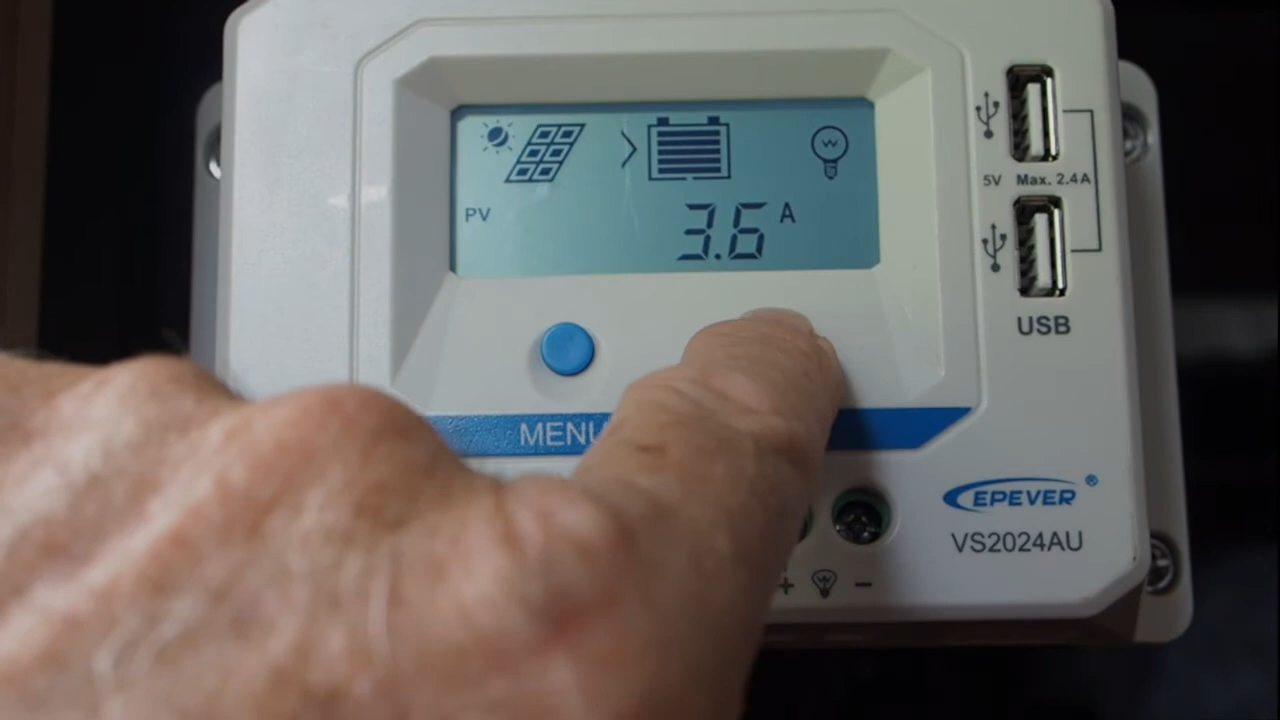 PV
3.6 A
5V Max. 2.4A
USB
MENU
EPEVER®
VS2024AU
+ −